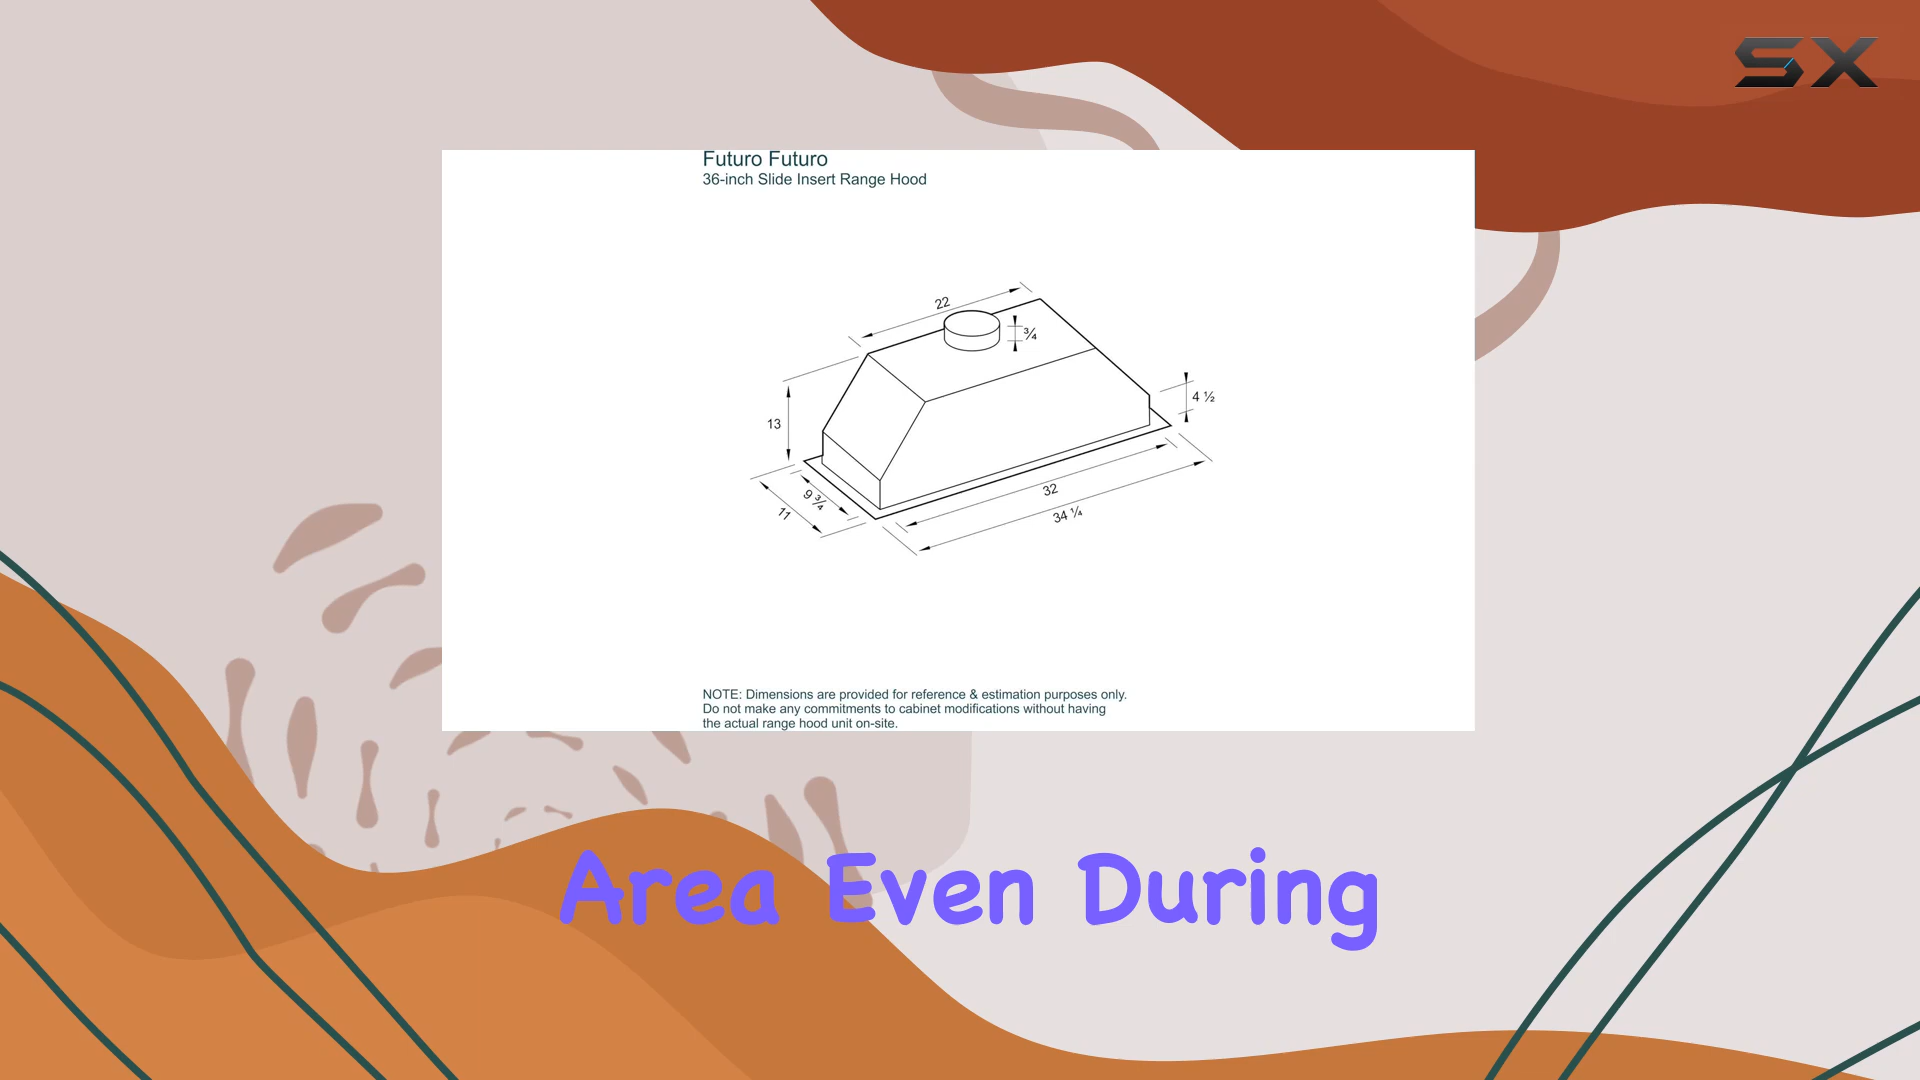 SX
Futuro Futuro
36-inch Slide Insert Range Hood
22
¾
4 ½
13
9 ¾
11
32
34 ¼
NOTE: Dimensions are provided for reference & estimation purposes only.
Do not make any commitments to cabinet modifications without having
the actual range hood unit on-site.
Area Even During